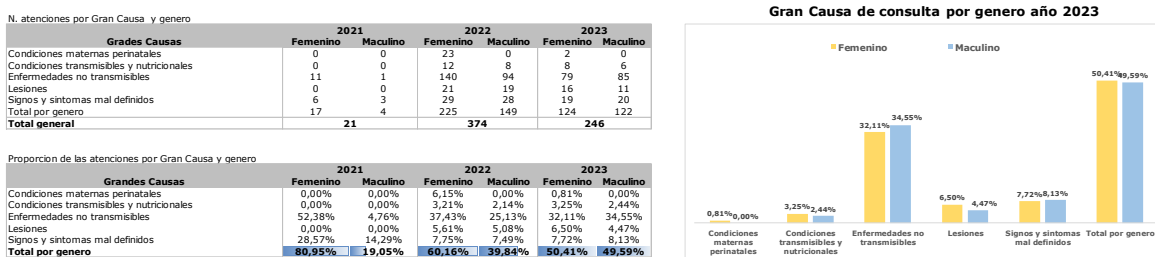 N. atenciones por Gran Causa y genero
2021 2022 2023
Grades Causas Femenino Maculino Femenino Maculino Femenino Maculino
Condiciones maternas perinatales 0 0 23 0 2 0
Condiciones transmisibles y nutricionales 0 0 12 8 8 6
Enfermedades no transmisibles 11 1 140 94 79 85
Lesiones 0 0 21 19 16 11
Signos y sintomas mal definidos 6 3 29 28 19 20
Total por genero 17 4 225 149 124 122
Total general 21 374 246
Proporcion de las atenciones por Gran Causa y genero
2021 2022 2023
Grandes Causas Femenino Maculino Femenino Maculino Femenino Maculino
Condiciones maternas perinatales 0,00% 0,00% 6,15% 0,00% 0,81% 0,00%
Condiciones transmisibles y nutricionales 0,00% 0,00% 3,21% 2,14% 3,25% 2,44%
Enfermedades no transmisibles 52,38% 4,76% 37,43% 25,13% 32,11% 34,55%
Lesiones 0,00% 0,00% 5,61% 5,08% 6,50% 4,47%
Signos y sintomas mal definidos 28,57% 14,29% 7,75% 7,49% 7,72% 8,13%
Total por genero 80,95% 19,05% 60,16% 39,84% 50,41% 49,59%
Gran Causa de consulta por genero año 2023
Femenino Maculino
50,41% 49,59%
32,11% 34,55%
0,81% 0,00% 3,25% 2,44% 6,50% 4,47% 7,72% 8,13%
Condiciones Condiciones Enfermedades no Lesiones Signos y sintomas Total por genero
maternas transmisibles y transmisibles mal definidos
perinatales nutricionales